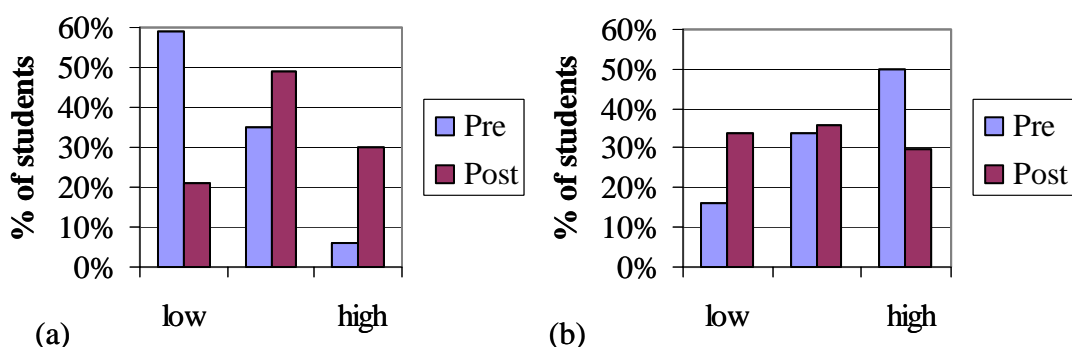 % of students
60%
50%
40%
30%
20%
10%
0%
low
high
Pre
Post
(a)
% of students
60%
50%
40%
30%
20%
10%
0%
low
high
Pre
Post
(b)